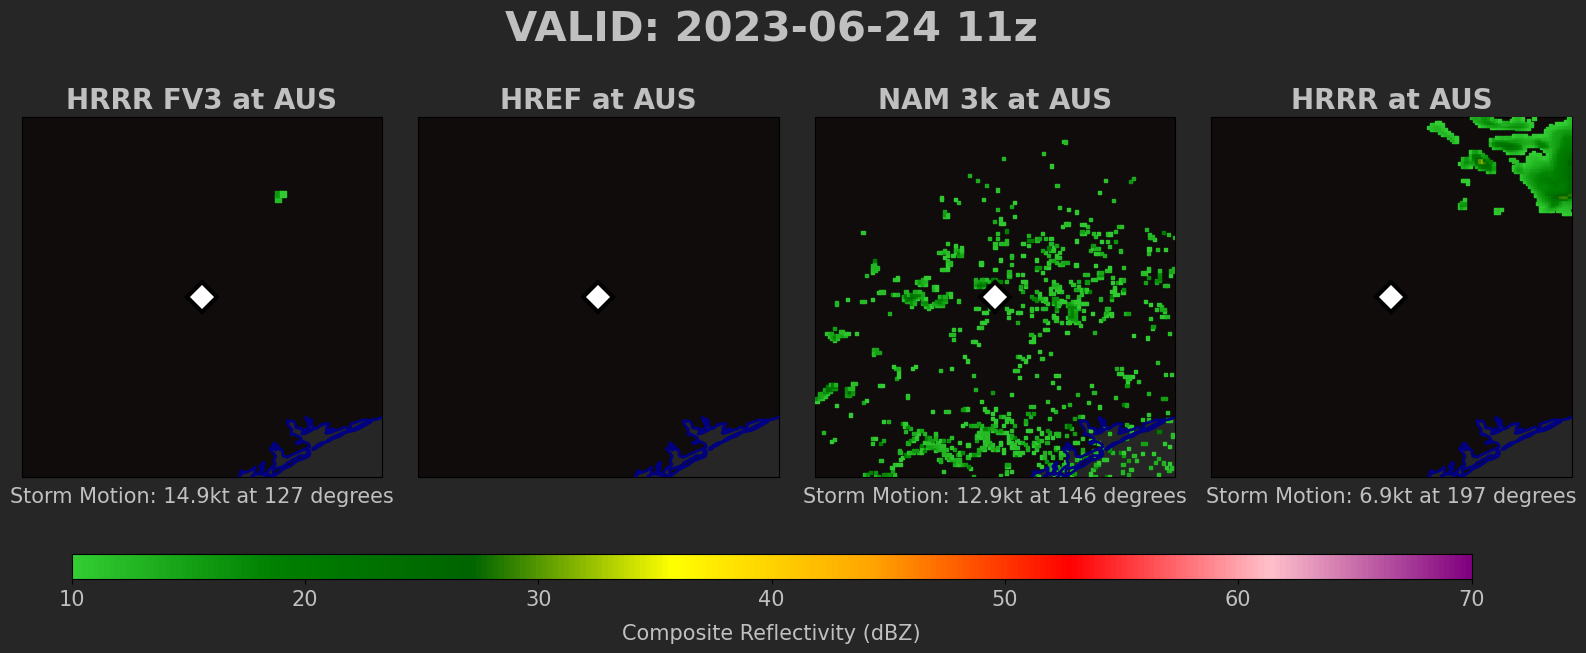 VALID: 2023-06-24 11z
HRRR FV3 at AUS
HREF at AUS
NAM 3k at AUS
HRRR at AUS
Storm Motion: 14.9kt at 127 degrees
Storm Motion: 12.9kt at 146 degrees
Storm Motion: 6.9kt at 197 degrees
10 20 30 40 50 60 70
Composite Reflectivity (dBZ)